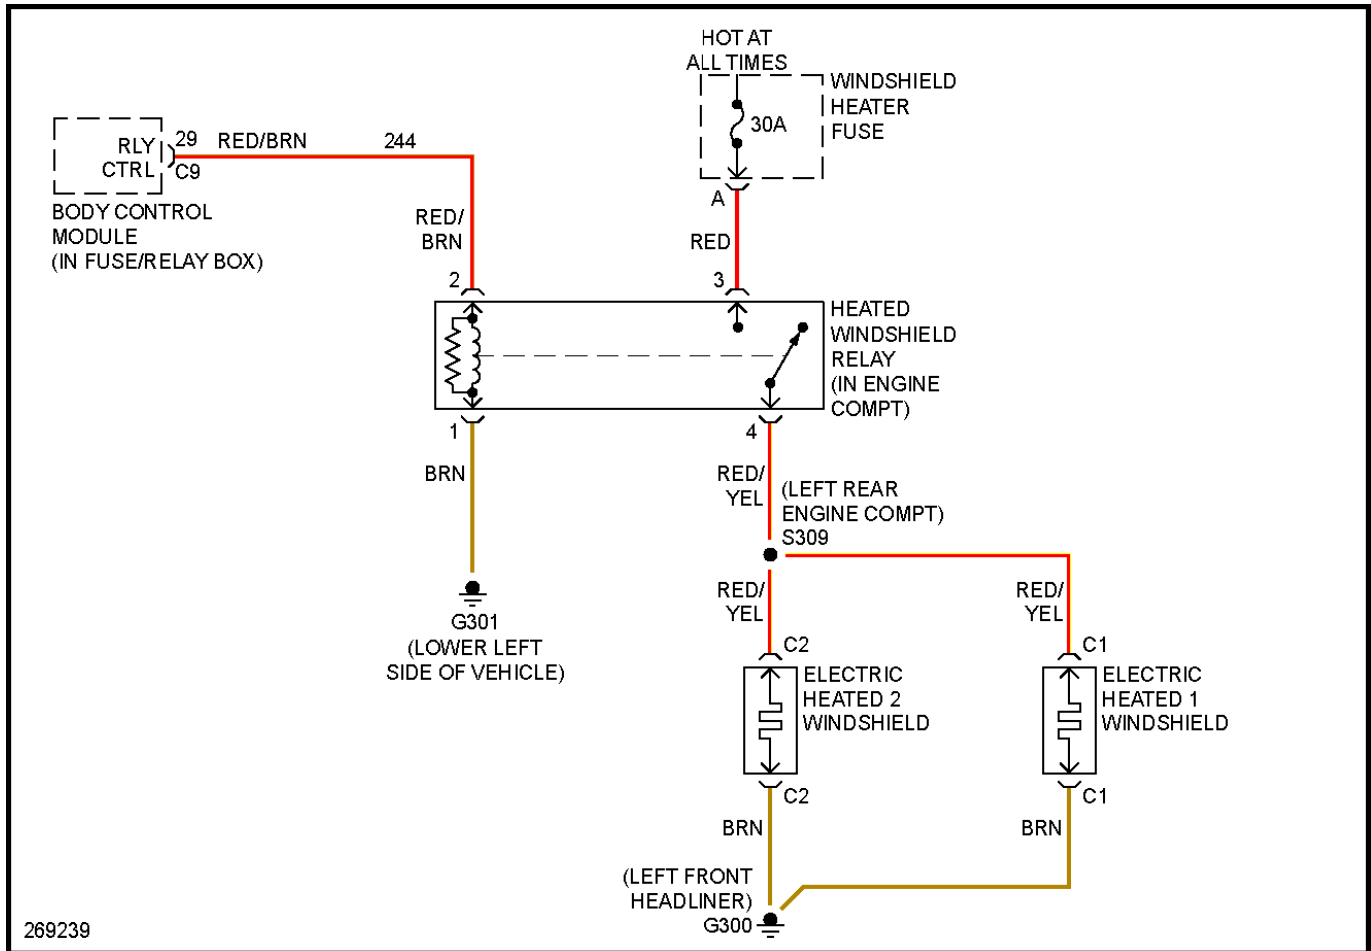 HOT AT
ALL TIMES
WINDSHIELD
HEATER
FUSE
30A
A
RED
RLY
CTRL
29
C9
RED/BRN
244
BODY CONTROL
MODULE
(IN FUSE/RELAY BOX)
RED/
BRN
2
3
HEATED
WINDSHIELD
RELAY
(IN ENGINE
COMPT)
1
4
BRN
RED/
YEL
(LEFT REAR
ENGINE COMPT)
S309
G301
(LOWER LEFT
SIDE OF VEHICLE)
RED/
YEL
RED/
YEL
C2
C1
ELECTRIC
HEATED 2
WINDSHIELD
ELECTRIC
HEATED 1
WINDSHIELD
C2
C1
BRN
BRN
(LEFT FRONT
HEADLINER)
G300
269239